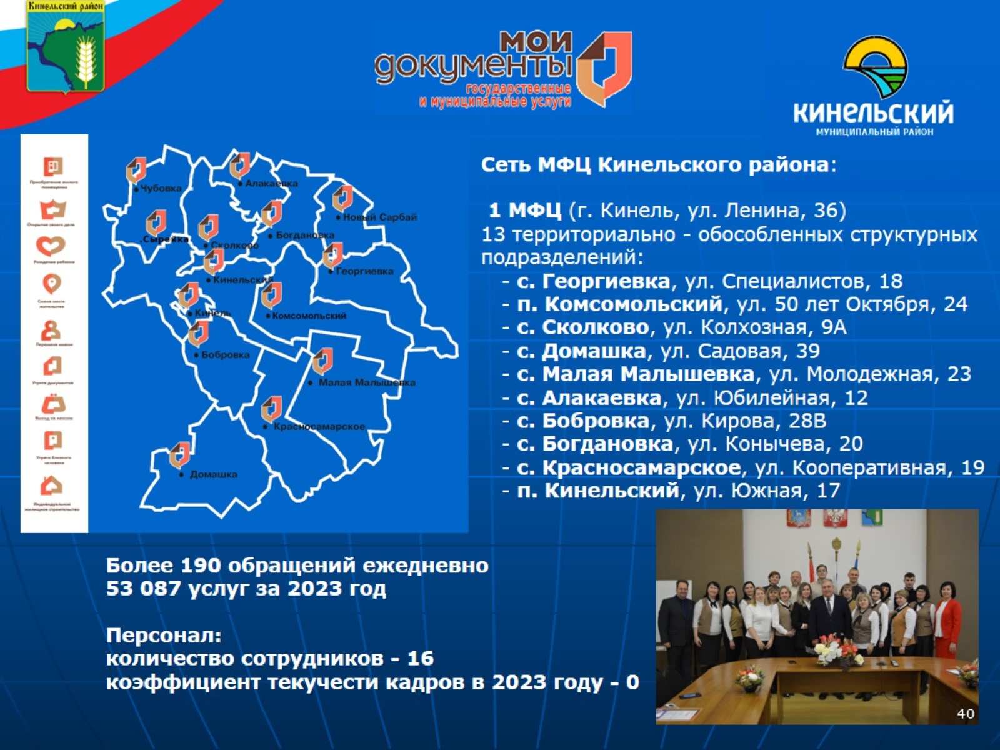 Кинельский район
мои
документы
государственные
и муниципальные услуги
КИНЕЛЬСКИЙ
МУНИЦИПАЛЬНЫЙ РАЙОН
Приобретение жилого
помещения
Открытие своего дела
Рождение ребенка
Смена места
жительства
Перемена имени
Утрата документов
Выход на пенсию
Утрата близкого
человека
Индивидуальное
жилищное строительство
Чубовка
Алакаевка
Новый Сарбай
Богдановка
.Сырейка
Сколково
Георгиевка
Кинельский
Кинель
Комсомольский
Бобровка
Малая Малышевка
Красносамарское
Домашка
Сеть МФЦ Кинельского района:
1 МФЦ (г. Кинель, ул. Ленина, 36)
13 территориально - обособленных структурных
подразделений:
- с. Георгиевка, ул. Специалистов, 18
- п. Комсомольский, ул. 50 лет Октября, 24
- с. Сколково, ул. Колхозная, 9А
- с. Домашка, ул. Садовая, 39
- с. Малая Малышевка, ул. Молодежная, 23
- с. Алакаевка, ул. Юбилейная, 12
- с. Бобровка, ул. Кирова, 28В
- с. Богдановка, ул. Конычева, 20
- с. Красносамарское, ул. Кооперативная, 19
- п. Кинельский, ул. Южная, 17
Более 190 обращений ежедневно
53 087 услуг за 2023 год
Персонал:
количество сотрудников - 16
коэффициент текучести кадров в 2023 году - 0
40